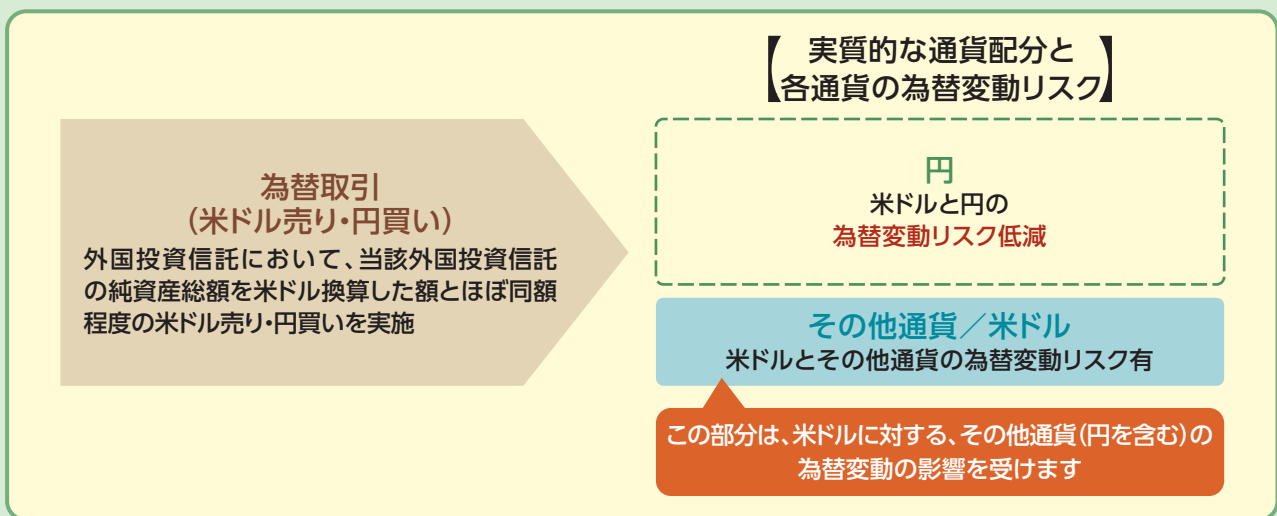 【実質的な通貨配分と
各通貨の為替変動リスク】
為替取引
(米ドル売り・円買い)
外国投資信託において、当該外国投資信託
の純資産総額を米ドル換算した額とほぼ同額
程度の米ドル売り・円買いを実施
円
米ドルと円の
為替変動リスク低減
その他通貨/米ドル
米ドルとその他通貨の為替変動リスク有
この部分は、米ドルに対する、その他通貨(円を含む)の
為替変動の影響を受けます